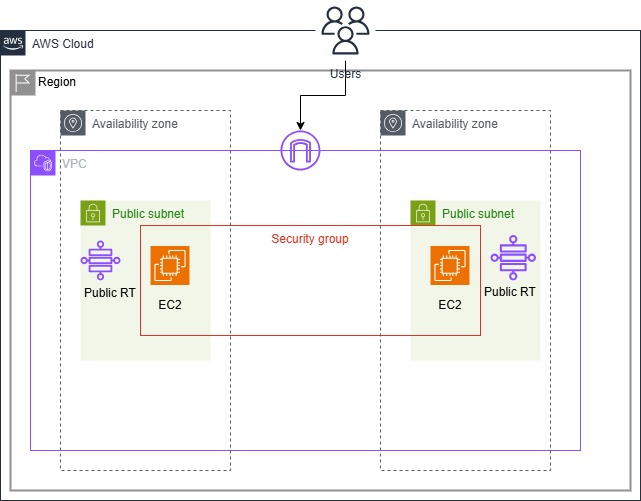 aws
AWS Cloud
Users
Region
Availability zone
Availability zone
VPC
Public subnet
Public subnet
Security group
Public RT
EC2
EC2
Public RT